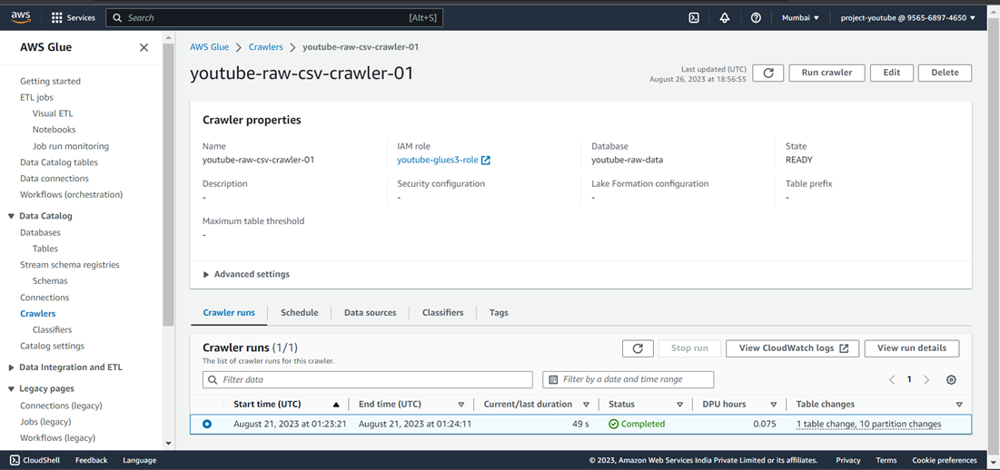 aws
Services
Search
[Alt+S]
Mumbai
project-youtube @ 9565-6897-4650
AWS Glue
Getting started
ETL jobs
Visual ETL
Notebooks
Job run monitoring
Data Catalog tables
Data connections
Workflows (orchestration)
Data Catalog
Databases
Tables
Stream schema registries
Schemas
Connections
Crawlers
Classifiers
Catalog settings
Data Integration and ETL
Legacy pages
Connections (legacy)
Jobs (legacy)
Workflows (legacy)
AWS Glue
Crawlers
youtube-raw-csv-crawler-01
youtube-raw-csv-crawler-01
Last updated (UTC)
August 26, 2023 at 18:56:55
Run crawler
Edit
Delete
Crawler properties
Name
youtube-raw-csv-crawler-01
IAM role
youtube-glues3-role
Database
youtube-raw-data
State
READY
Description
-
Security configuration
-
Lake Formation configuration
-
Table prefix
-
Maximum table threshold
-
Advanced settings
Crawler runs
Schedule
Data sources
Classifiers
Tags
Crawler runs (1/1)
The list of crawler runs for this crawler.
Stop run
View CloudWatch logs
View run details
Filter data
Filter by a date and time range
1
Start time (UTC)
End time (UTC)
Current/last duration
Status
DPU hours
Table changes
August 21, 2023 at 01:23:21
August 21, 2023 at 01:24:11
49 s
Completed
0.075
1 table change, 10 partition changes
CloudShell
Feedback
Language
© 2023, Amazon Web Services India Private Limited or its affiliates.
Privacy
Terms
Cookie preferences